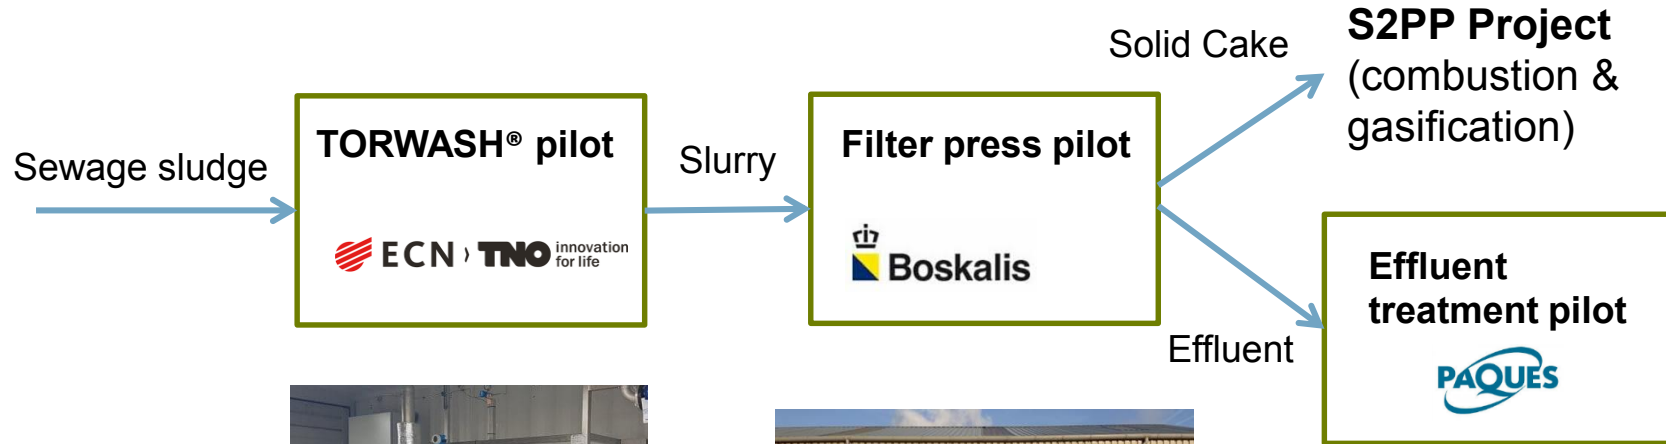 Sewage sludge
TORWASH® pilot
ECN › TNO innovation
for life
Slurry
Filter press pilot
Boskalis
Solid Cake
S2PP Project
(combustion &
gasification)
Effluent
Effluent
treatment pilot
PAQUES